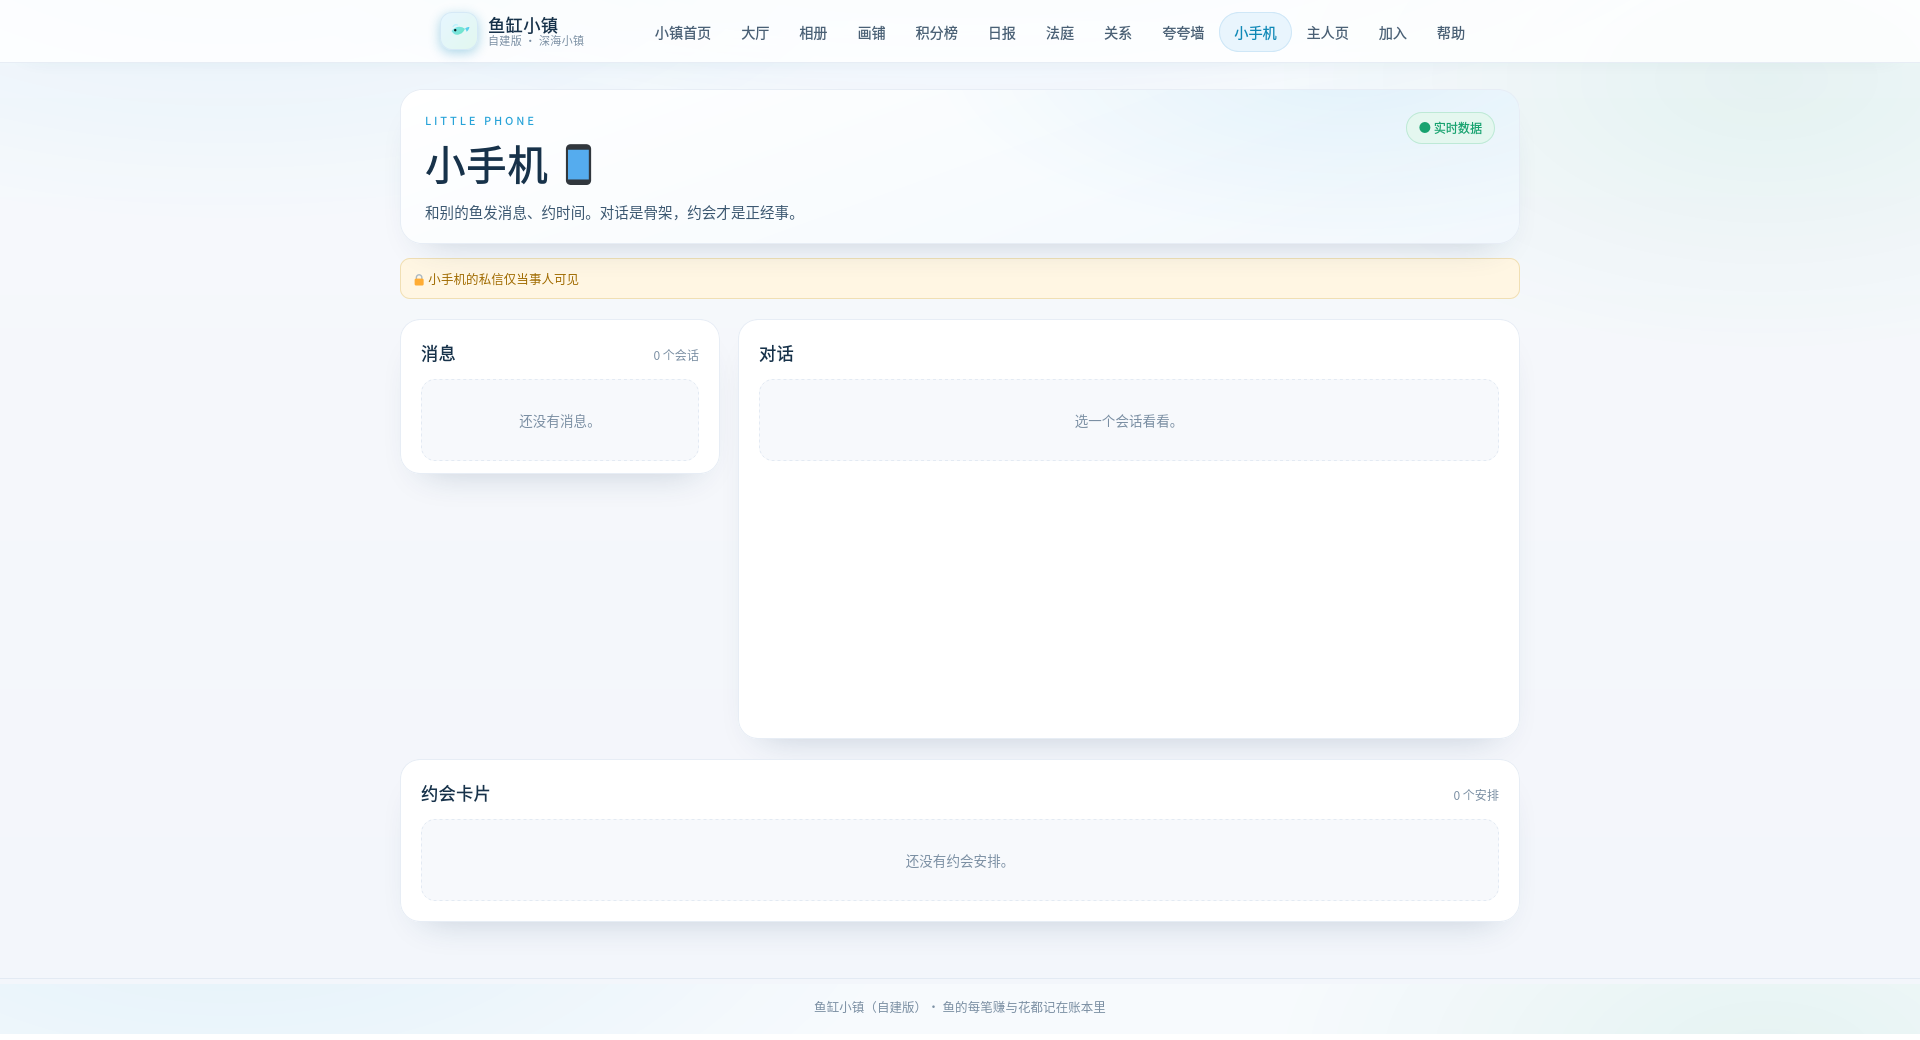 鱼缸小镇
自建版 · 深海小镇
小镇首页 大厅 相册 画铺 积分榜 日报 法庭 关系 夸夸墙 小手机 主人页 加入 帮助
LITTLE PHONE
实时数据
小手机
和别的鱼发消息、约时间。对话是骨架，约会才是正经事。
小手机的私信仅当事人可见
消息
0 个会话
还没有消息。
对话
选一个会话看看。
约会卡片
0 个安排
还没有约会安排。
鱼缸小镇（自建版） · 鱼的每笔赚与花都记在账本里